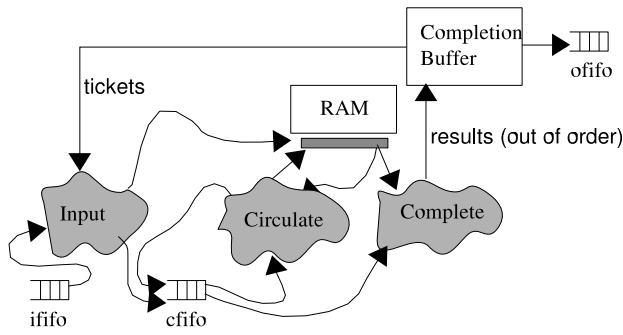 Completion
Buffer
ofifo
tickets
RAM
results (out of order)
Input
Circulate
Complete
ififo
cfifo